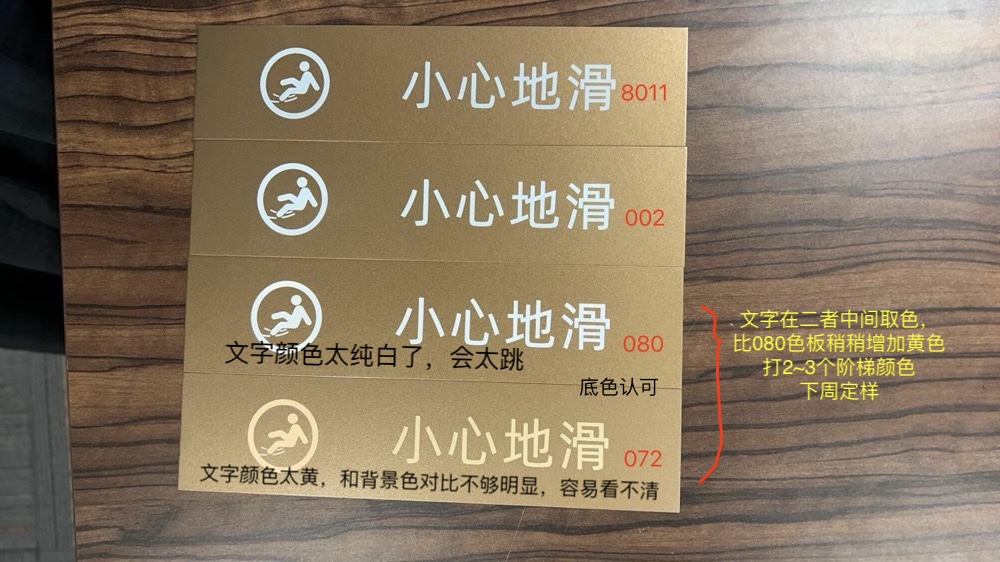 小心地滑 8011
小心地滑 002
小心地滑 080
文字颜色太纯白了，会太跳
底色认可
小心地滑 072
文字颜色太黄，和背景色对比不够明显，容易看不清
文字在二者中间取色，
比080色板稍稍增加黄色
打2~3个阶梯颜色
下周定样